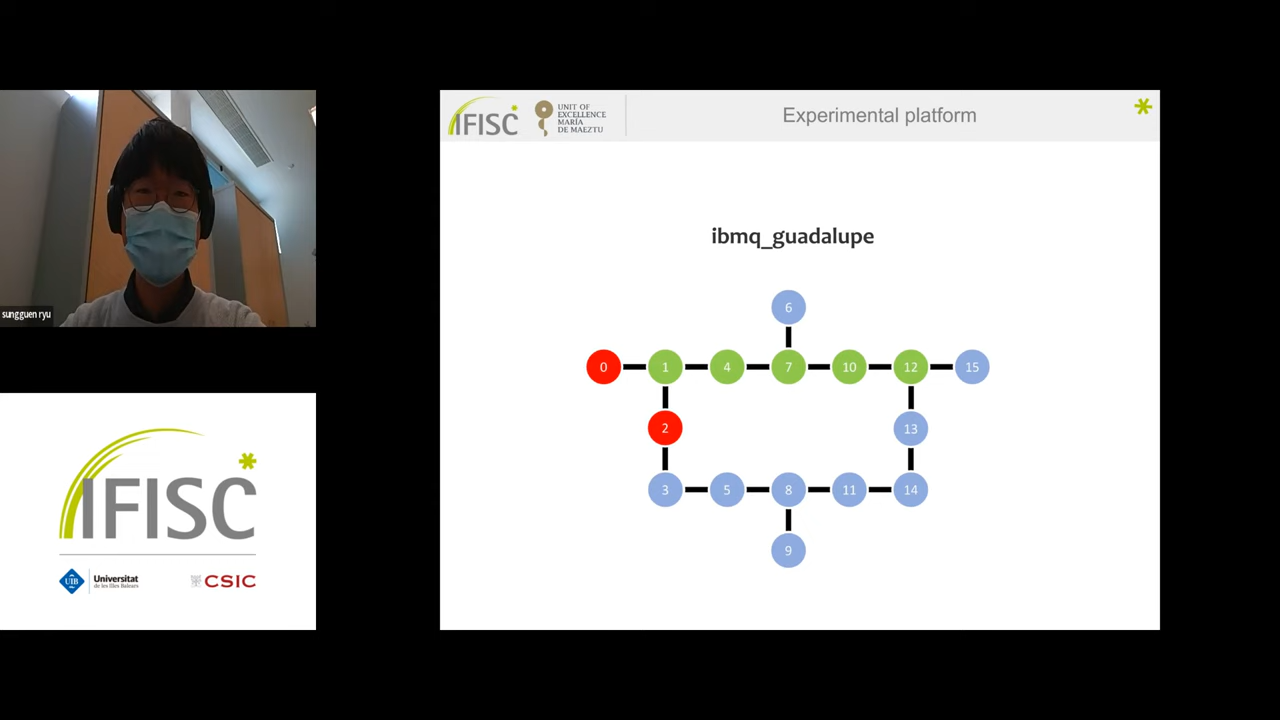 sungguen ryu
IFISC
UIB
Universitat
de les Illes Balears
CSIC
IFISC
UNIT OF
EXCELLENCE
MARÍA
DE MAEZTU
Experimental platform
ibmq_guadalupe
6
0 1 4 7 10 12 15
2 13
3 5 8 11 14
9